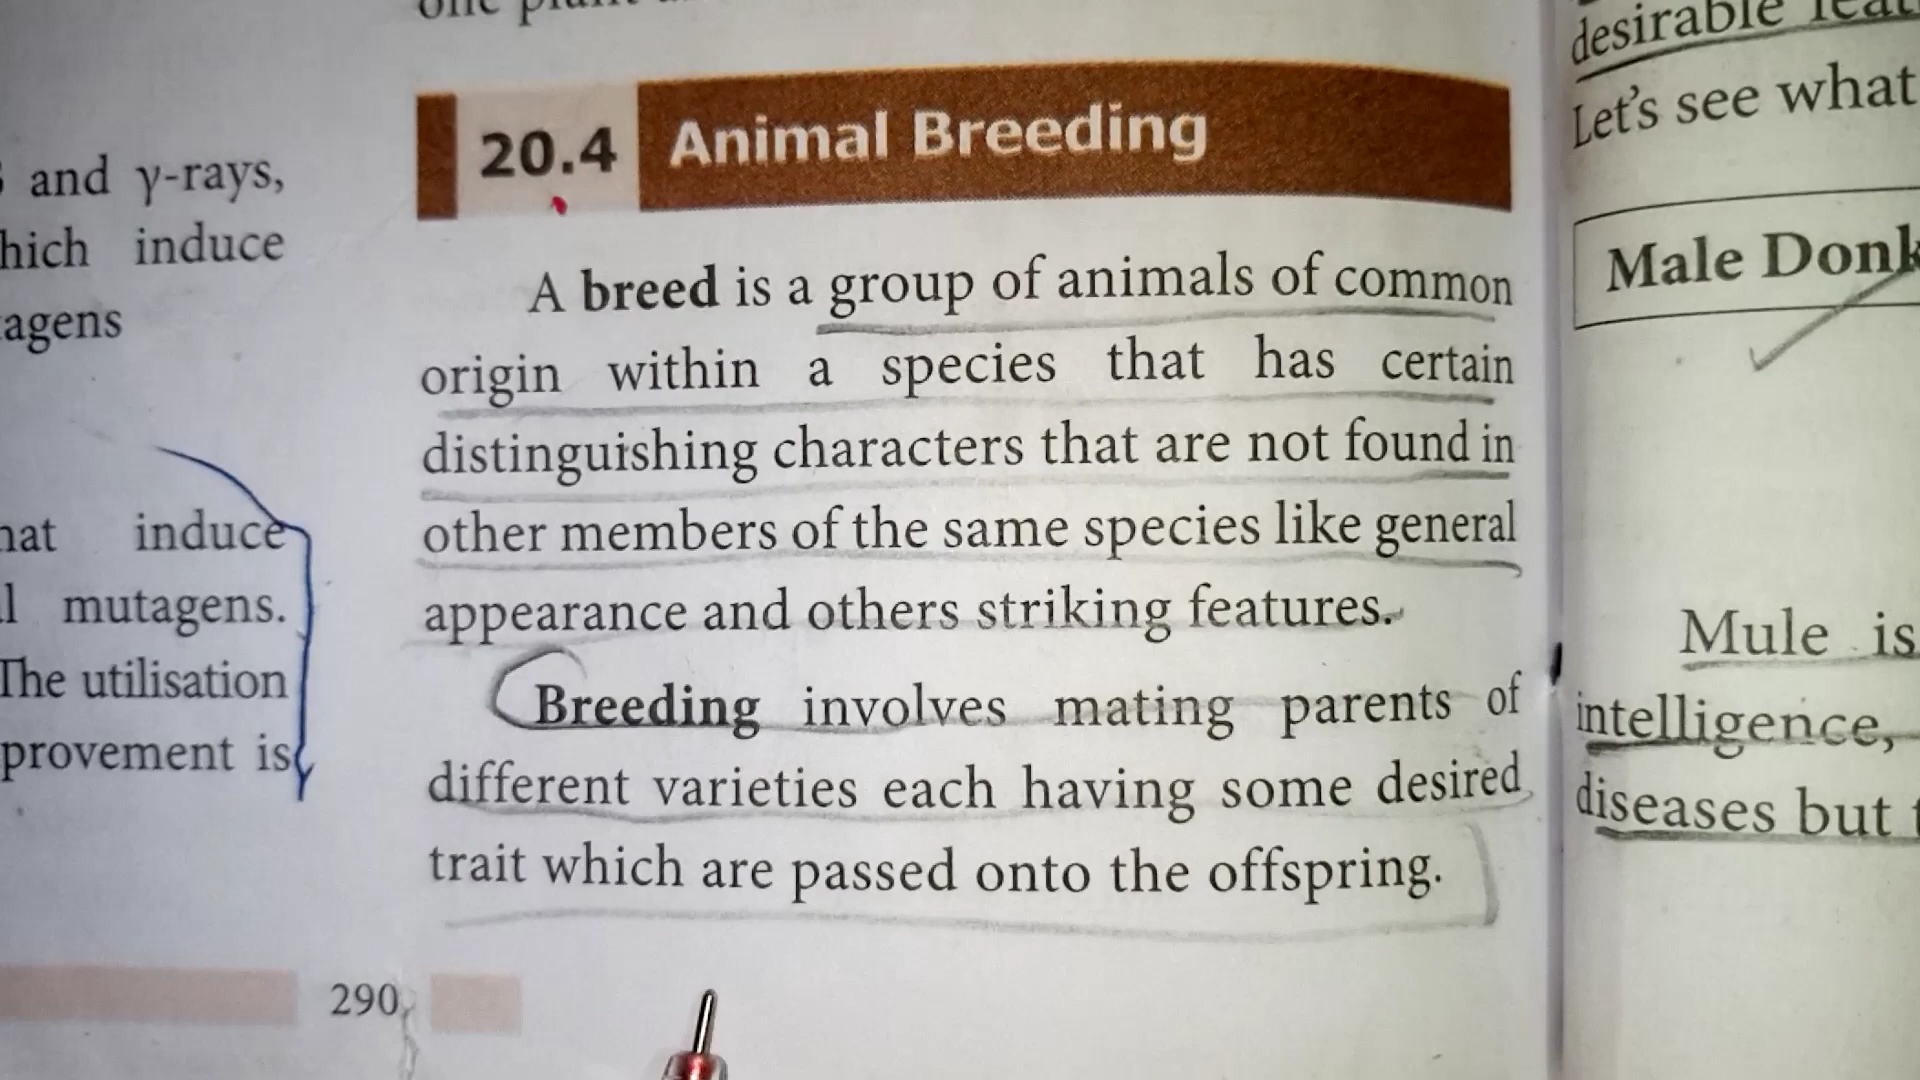 and γ-rays,
hich induce
agens
hat induce
l mutagens.
The utilisation
provement is
one plant
20.4 Animal Breeding
A breed is a group of animals of common
origin within a species that has certain
distinguishing characters that are not found in
other members of the same species like general
appearance and others striking features.
Breeding involves mating parents of
different varieties each having some desired
trait which are passed onto the offspring.
290
desirable
Let's see what
Male Donk
Mule is
intelligence,
diseases but